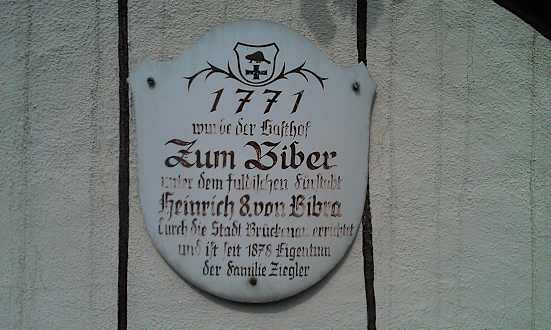 1771
wurde der Gasthof
Zum Biber
unter dem fuldischen Fürstabt
Heinrich 8. von Bibra
durch die Stadt Brückenau errichtet
und ist seit 1878 Eigentum
der Familie Ziegler